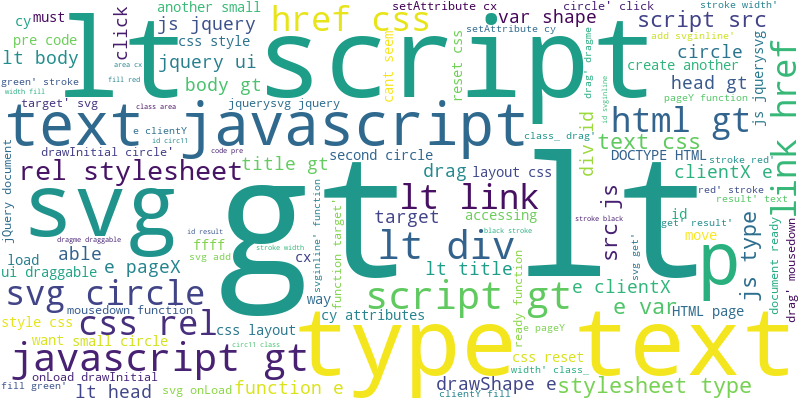 cy must
another small
href css
setAttribute cx
circle' click
stroke width'
js jquery
var shape
script src
lt script
pre code
click
cant seem
reset css
setAttribute cy
drag' dragme
add svginline'
lt body
css style
jquery ui
area cx
fill red
circle
create another
js jquerysvg
link href
green' stroke
width fill
body gt
head gt
target' svg
class area
jquerysvg jquery
id svginline
pageY function
text javascript
e clientY
id circ11
class_ drag'
div id
html gt
text css
drawInitial circle'
code pre
second circle
DOCTYPE HTML
stroke red
jQuery document
rel stylesheet
title gt
drag
layout css
clientX e
red' stroke
svg
gt
lt
lt link
result' text
target
accessing
src js
stroke black
id
get' result'
dragme draggable
id result
black stroke
p
move
able
ffff
svg add
stroke width
svginline' function
function target'
cx
lt div
svg get'
js type
document ready
drag' mousedown
load
ui draggable
e pageX
lt title
way
ready function
e clientX
svg circle
script gt
e var
mousedown function
cy attributes
HTML page
css rel
style css
css layout
type text
e pageY
want
small circle
javascript gt
circ11 class
css reset
width' class_
onLoad drawInitial
fill green'
lt head
svg onLoad
function e
drawShape e
clientY fill
stylesheet type